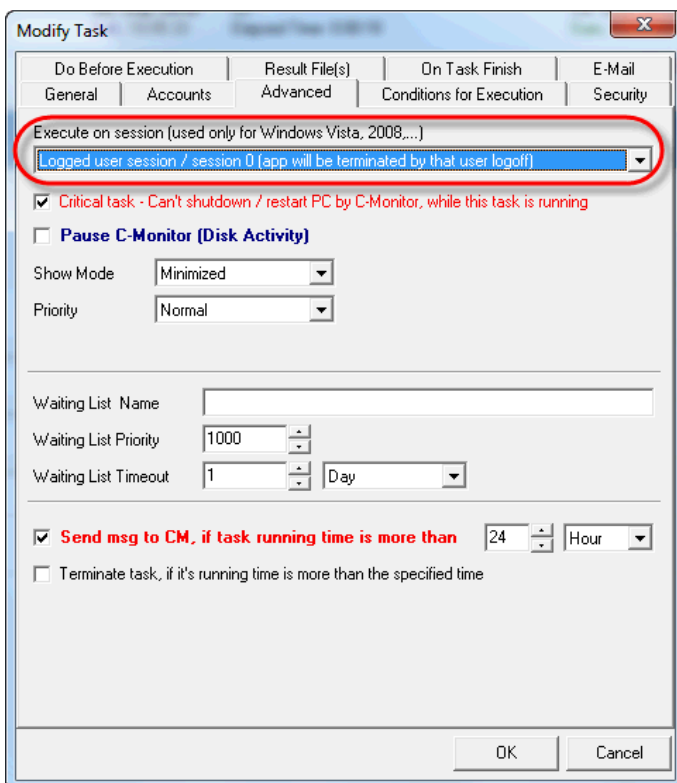 Modify Task
Do Before Execution Result File(s) On Task Finish E-Mail
General Accounts Advanced Conditions for Execution Security
Execute on session (used only for Windows Vista, 2008,...)
Logged user session / session 0 (app will be terminated by that user logoff)
Critical task - Can't shutdown / restart PC by C-Monitor, while this task is running
Pause C-Monitor (Disk Activity)
Show Mode Minimized
Priority Normal
Waiting List Name
Waiting List Priority 1000
Waiting List Timeout 1 Day
Send msg to CM, if task running time is more than 24 Hour
Terminate task, if it's running time is more than the specified time
OK Cancel